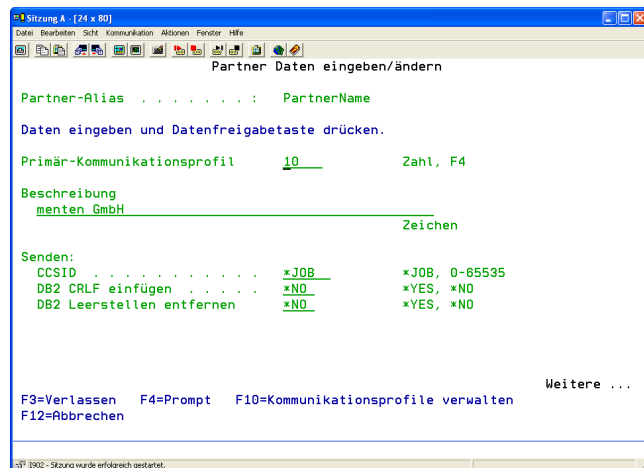 Sitzung A - [24 x 80]
Datei Bearbeiten Sicht Kommunikation Aktionen Fenster Hilfe
Partner Daten eingeben/ändern
Partner-Alias . . . . . . . : PartnerName
Daten eingeben und Datenfreigabetaste drücken.
Primär-Kommunikationsprofil 10 Zahl, F4
Beschreibung
menten GmbH
Zeichen
Senden:
CCSID . . . . . . . . . . . *JOB *JOB, 0-65535
DB2 CRLF einfügen . . . . . *NO *YES, *NO
DB2 Leerstellen entfernen *NO *YES, *NO
Weitere ...
F3=Verlassen F4=Prompt F10=Kommunikationsprofile verwalten
F12=Abbrechen
I902 - Sitzung wurde erfolgreich gestartet.